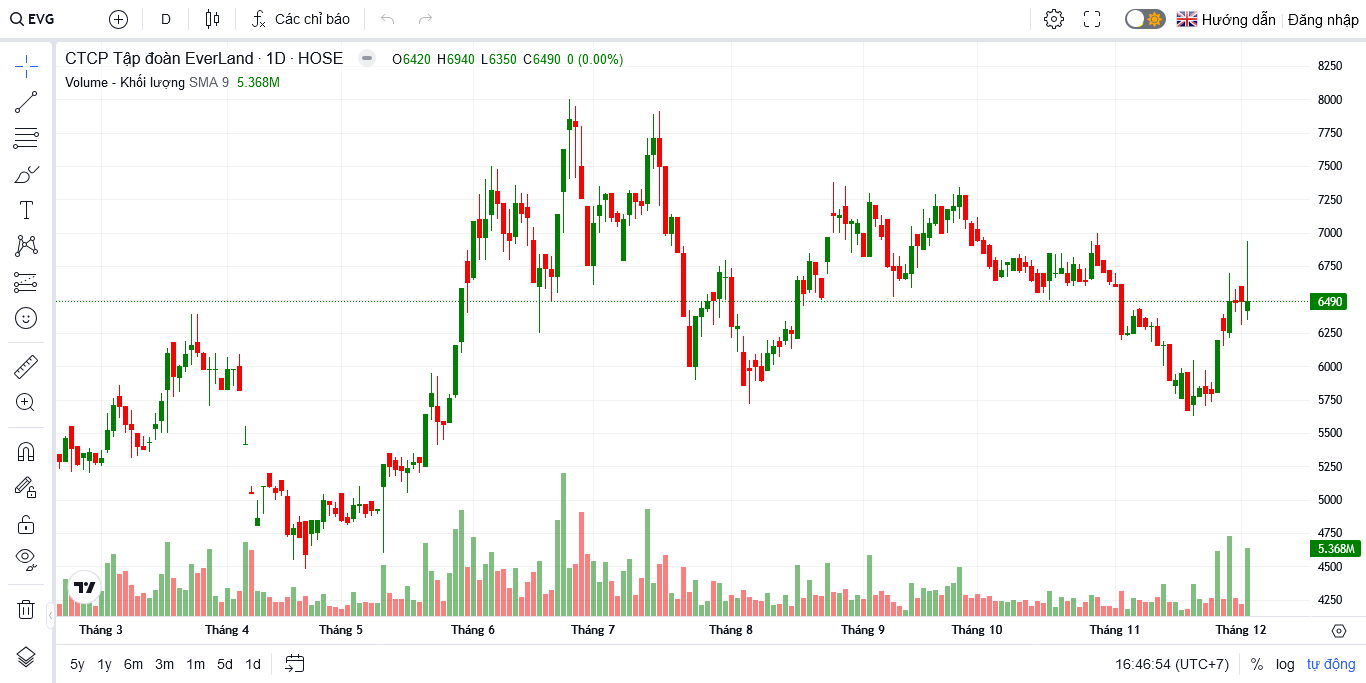 EVG D Các chỉ báo Hướng dẫn Đăng nhập
CTCP Tập đoàn EverLand · 1D · HOSE O6420 H6940 L6350 C6490 0 (0.00%)
Volume - Khối lượng SMA 9 5.368M
8250
8000
7750
7500
7250
7000
6750
6490
6250
6000
5750
5500
5250
5000
4750
5.368M
4500
4250
Tháng 3 Tháng 4 Tháng 5 Tháng 6 Tháng 7 Tháng 8 Tháng 9 Tháng 10 Tháng 11 Tháng 12
5y 1y 6m 3m 1m 5d 1d 16:46:54 (UTC+7) % log tự động